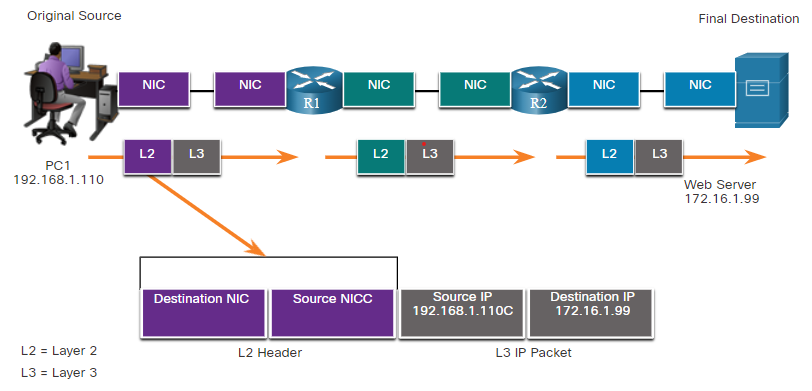 Original Source
Final Destination
NIC
NIC
NIC
NIC
NIC
NIC
R1
R2
L2
L3
L2
L3
L2
L3
PC1
192.168.1.110
Web Server
172.16.1.99
Destination NIC
Source NICC
Source IP
192.168.1.110C
Destination IP
172.16.1.99
L2 = Layer 2
L2 Header
L3 IP Packet
L3 = Layer 3